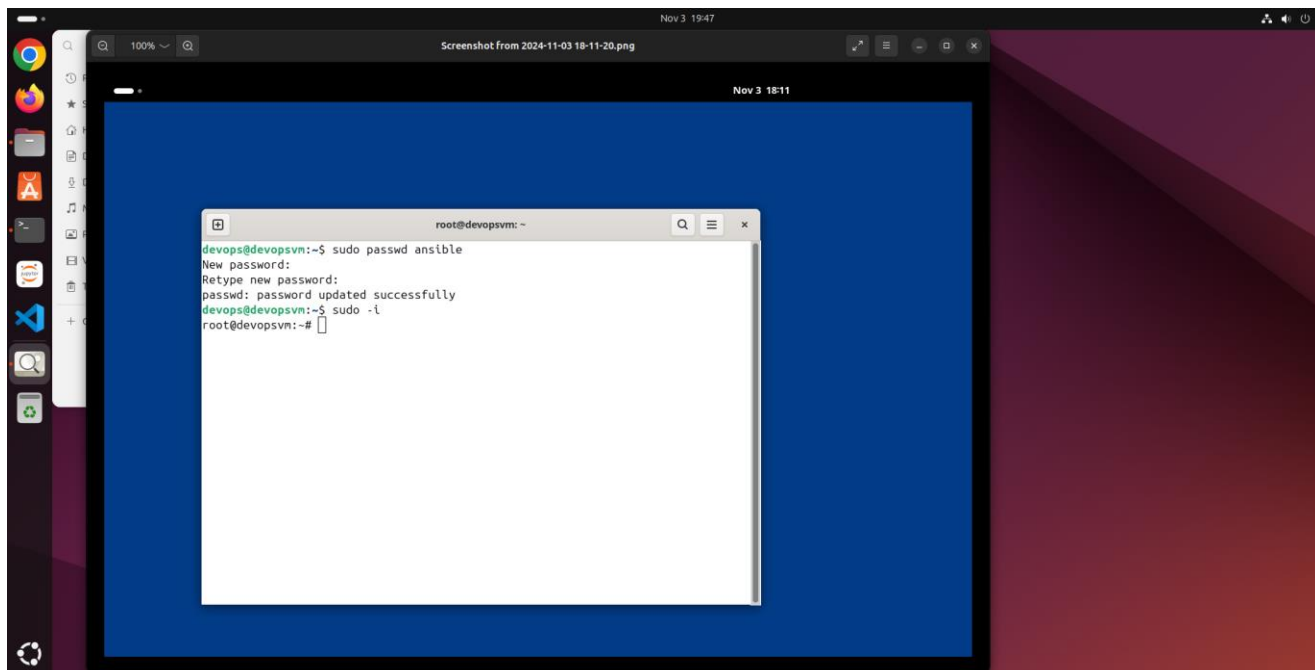 Nov 3 19:47
100%
Screenshot from 2024-11-03 18-11-20.png
Nov 3 18:11
root@devopsvm: ~
devops@devopsvm:~$ sudo passwd ansible
New password:
Retype new password:
passwd: password updated successfully
devops@devopsvm:~$ sudo -i
root@devopsvm:~#